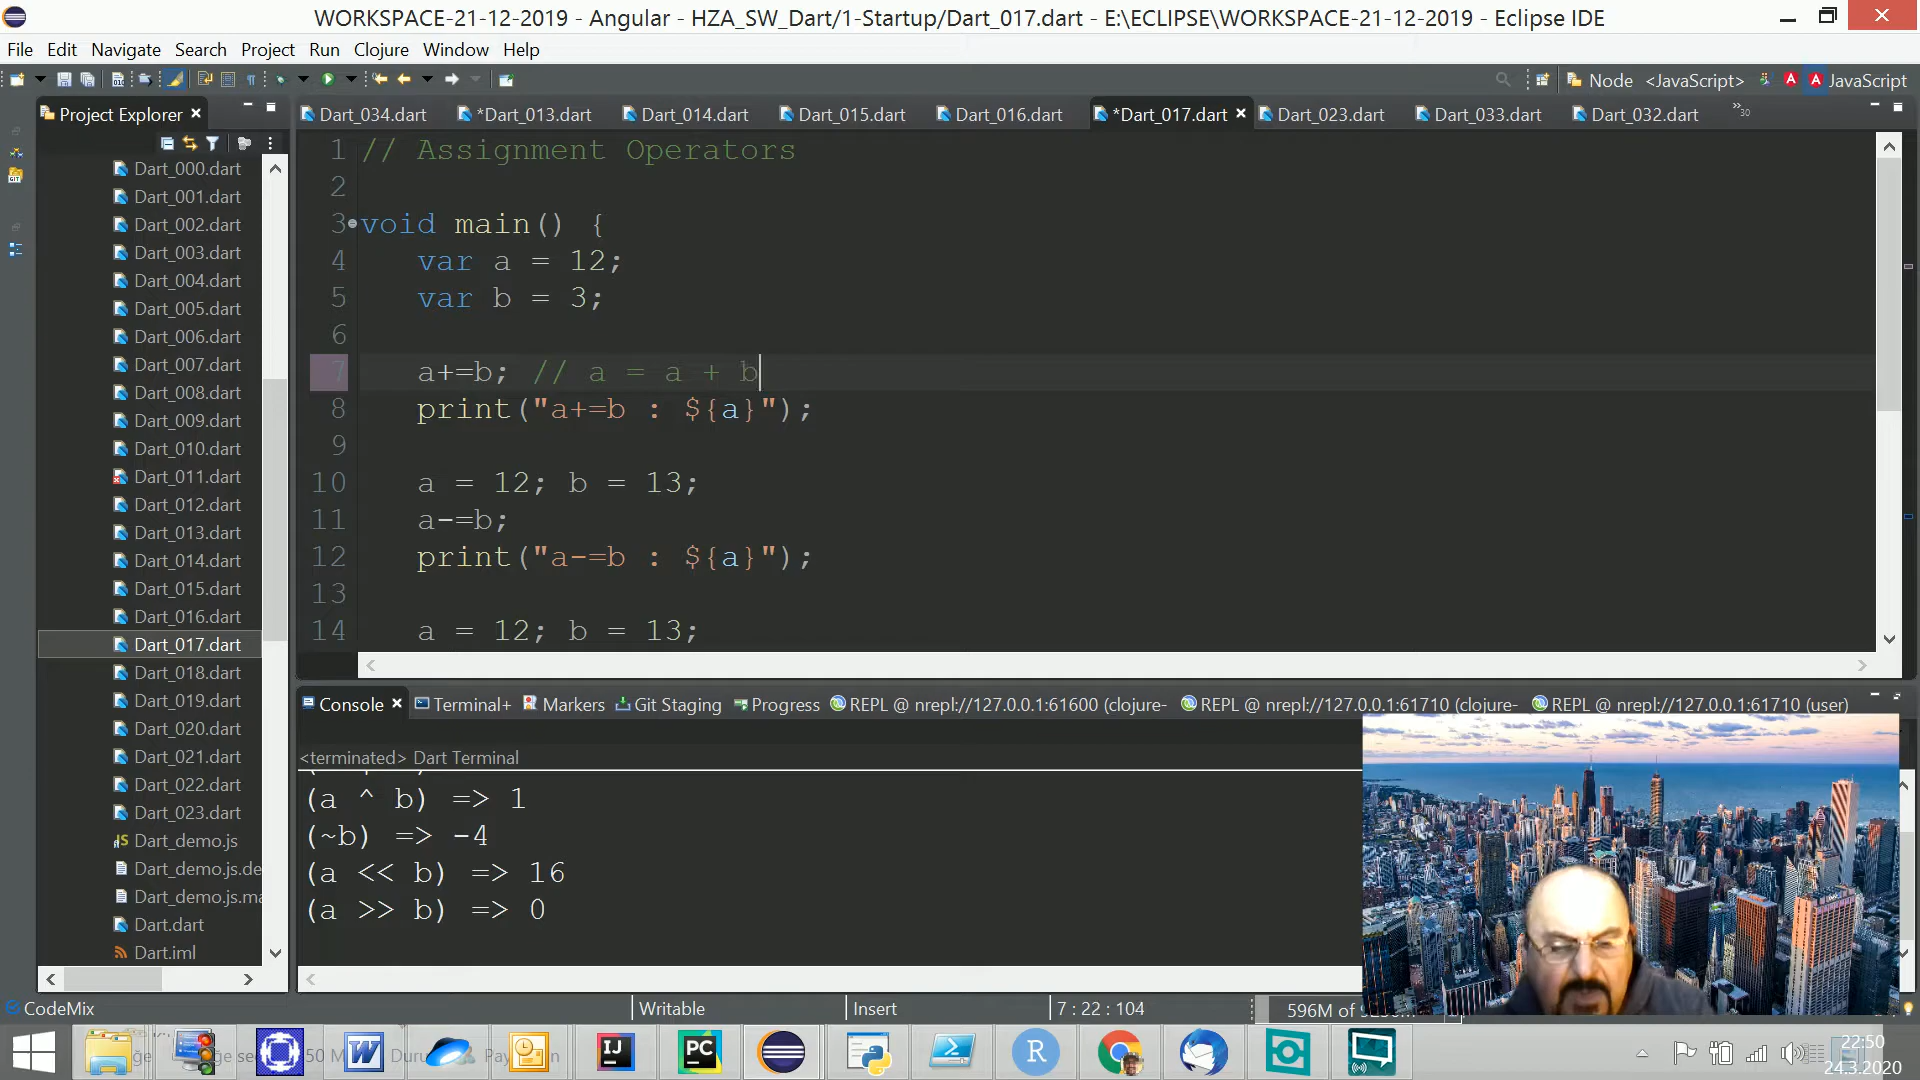 WORKSPACE-21-12-2019 - Angular - HZA_SW_Dart/1-Startup/Dart_017.dart - E:\ECLIPSE\WORKSPACE-21-12-2019 - Eclipse IDE
File Edit Navigate Search Project Run Clojure Window Help
Node <JavaScript> JavaScript
Project Explorer
Dart_034.dart *Dart_013.dart Dart_014.dart Dart_015.dart Dart_016.dart *Dart_017.dart Dart_023.dart Dart_033.dart Dart_032.dart »30
Dart_000.dart
Dart_001.dart
Dart_002.dart
Dart_003.dart
Dart_004.dart
Dart_005.dart
Dart_006.dart
Dart_007.dart
Dart_008.dart
Dart_009.dart
Dart_010.dart
Dart_011.dart
Dart_012.dart
Dart_013.dart
Dart_014.dart
Dart_015.dart
Dart_016.dart
Dart_017.dart
Dart_018.dart
Dart_019.dart
Dart_020.dart
Dart_021.dart
Dart_022.dart
Dart_023.dart
Dart_demo.js
Dart_demo.js.de
Dart_demo.js.ma
Dart.dart
Dart.iml
1 // Assignment Operators
2
3 void main() {
4 var a = 12;
5 var b = 3;
6
7 a+=b; // a = a + b
8 print("a+=b : ${a}");
9
10 a = 12; b = 13;
11 a-=b;
12 print("a-=b : ${a}");
13
14 a = 12; b = 13;
Console Terminal+ Markers Git Staging Progress REPL @ nrepl://127.0.0.1:61600 (clojure- REPL @ nrepl://127.0.0.1:61710 (clojure- REPL @ nrepl://127.0.0.1:61710 (user)
<terminated> Dart Terminal
(a ^ b) => 1
(~b) => -4
(a << b) => 16
(a >> b) => 0
CodeMix Writable Insert 7 : 22 : 104 596M of
22:50
24.3.2020